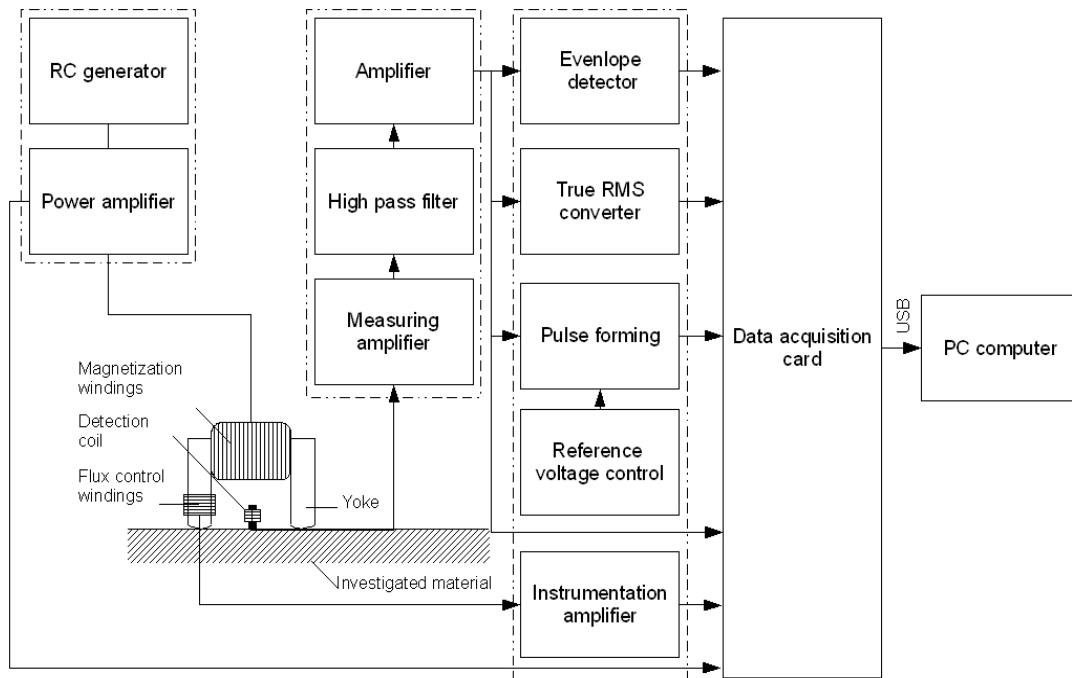 RC generator
Power amplifier
Amplifier
High pass filter
Measuring
amplifier
Evenlope
detector
True RMS
converter
Pulse forming
Reference
voltage control
Instrumentation
amplifier
Data acquisition
card
USB
PC computer
Magnetization
windings
Detection
coil
Flux control
windings
Yoke
Investigated material